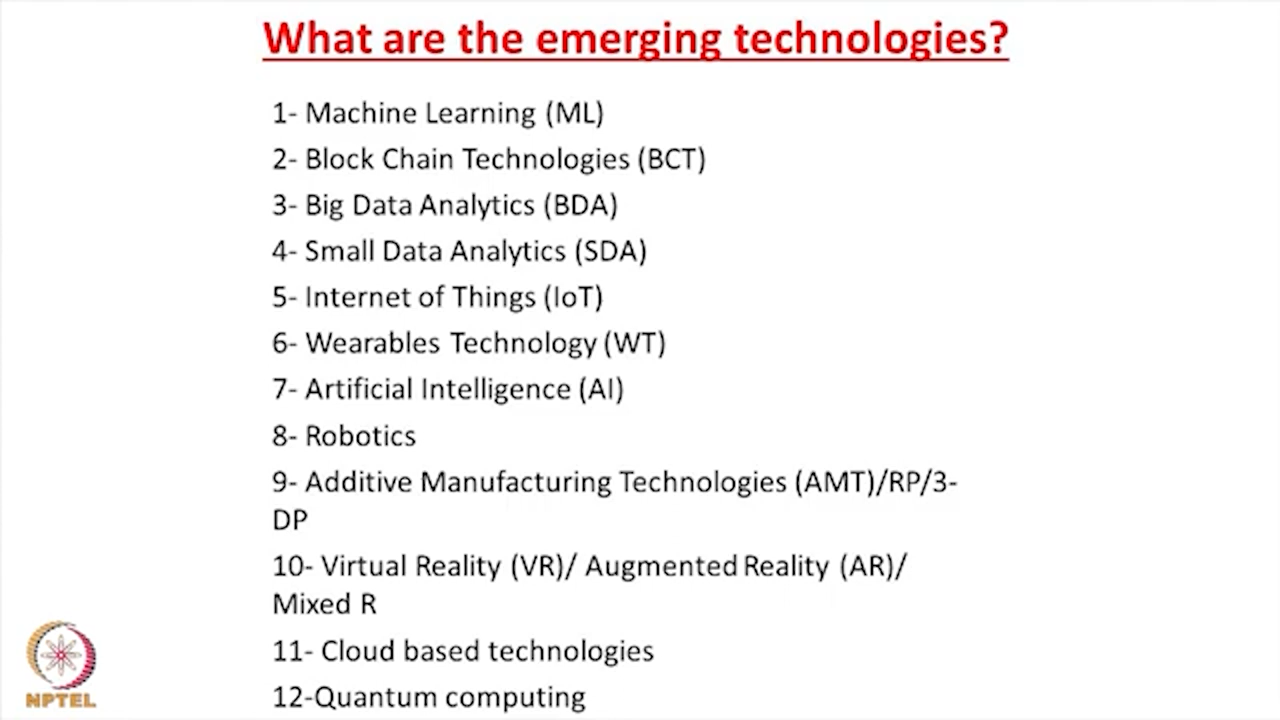 What are the emerging technologies?
1- Machine Learning (ML)
2- Block Chain Technologies (BCT)
3- Big Data Analytics (BDA)
4- Small Data Analytics (SDA)
5- Internet of Things (IoT)
6- Wearables Technology (WT)
7- Artificial Intelligence (AI)
8- Robotics
9- Additive Manufacturing Technologies (AMT)/RP/3-
DP
10- Virtual Reality (VR)/ Augmented Reality (AR)/
Mixed R
11- Cloud based technologies
12-Quantum computing
NPTEL